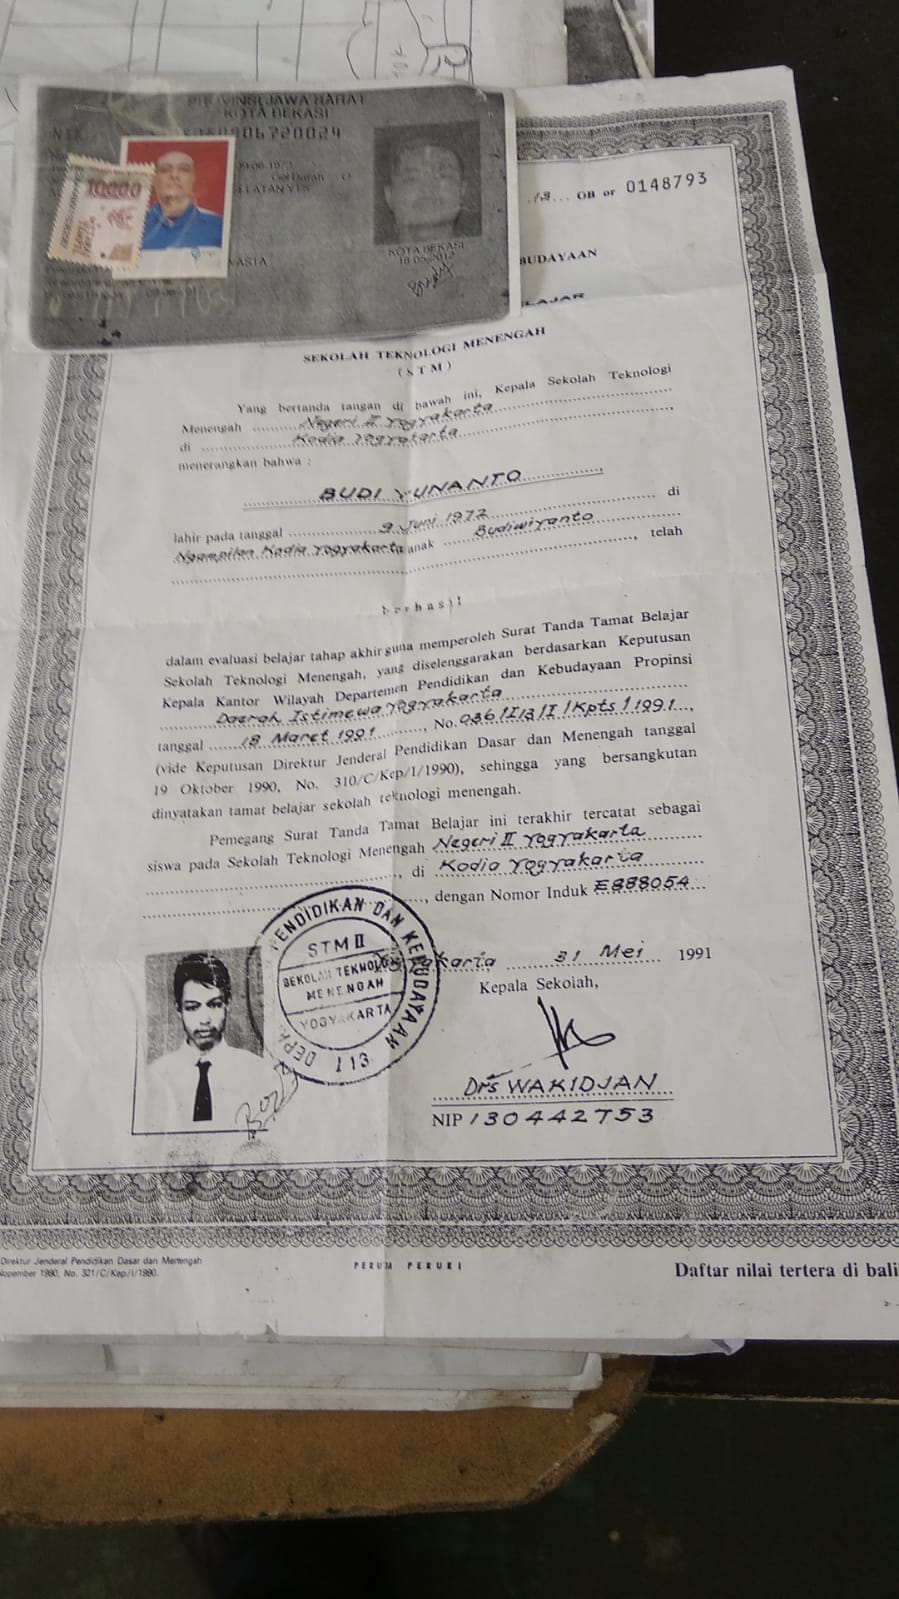 PROVINSI JAWA BARAT
KOTA BEKASI
NIK
Gol Darah O
10000
KOTA BEKASI
18-05-2012
OB or 0148793
BUDAYAAN
ELAJAR
SEKOLAH TEKNOLOGI MENENGAH
(STM)
Yang bertanda tangan di bawah ini, Kepala Sekolah Teknologi
Menengah Negeri II Yogyakarta
di Kodia Yogyakarta,
menerangkan bahwa :
BUDI YUNANTO,
lahir pada tanggal 9 Juni 1972 di
Ngampilan Kodia Yogyakarta anak Budiwiyanto
, telah
berhasil
dalam evaluasi belajar tahap akhir guna memperoleh Surat Tanda Tamat Belajar
Sekolah Teknologi Menengah, yang diselenggarakan berdasarkan Keputusan
Kepala Kantor Wilayah Departemen Pendidikan dan Kebudayaan Propinsi
Daerah Istimewa Yogyakarta
tanggal 18 Maret 1991, No. 036/I13/I/Kpts/1991,
(vide Keputusan Direktur Jenderal Pendidikan Dasar dan Menengah tanggal
19 Oktober 1990, No. 310/C/Kep/I/1990), sehingga yang bersangkutan
dinyatakan tamat belajar sekolah teknologi menengah.
Pemegang Surat Tanda Tamat Belajar ini terakhir tercatat sebagai
siswa pada Sekolah Teknologi Menengah Negeri II Yogyakarta
, di Kodia Yogyakarta
, dengan Nomor Induk E888054
PENDIDIKAN DAN KEBUDAYAAN
STM II
SEKOLAH TEKNOLOGI
MENENGAH
YOGYAKARTA
DEPA
I 13
Yogyakarta 31 Mei 1991
Kepala Sekolah,
Drs WAKIDJAN
NIP 130442753
Direktur Jenderal Pendidikan Dasar dan Menengah
Nopember 1990, No. 321/C/Kep/I/1990.
PERUM PERURI
Daftar nilai tertera di bali